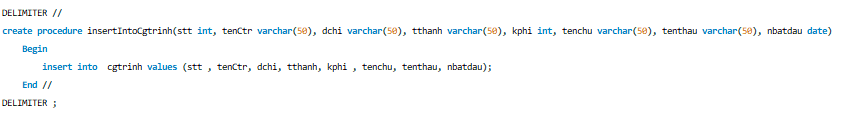 DELIMITER //
create procedure insertIntoCgtrinh(stt int, tenCtr varchar(50), dchi varchar(50), tthanh varchar(50), kphi int, tenchu varchar(50), tenthau varchar(50), nbatdau date)
Begin
insert into cgtrinh values (stt , tenCtr, dchi, tthanh, kphi , tenchu, tenthau, nbatdau);
End //
DELIMITER ;